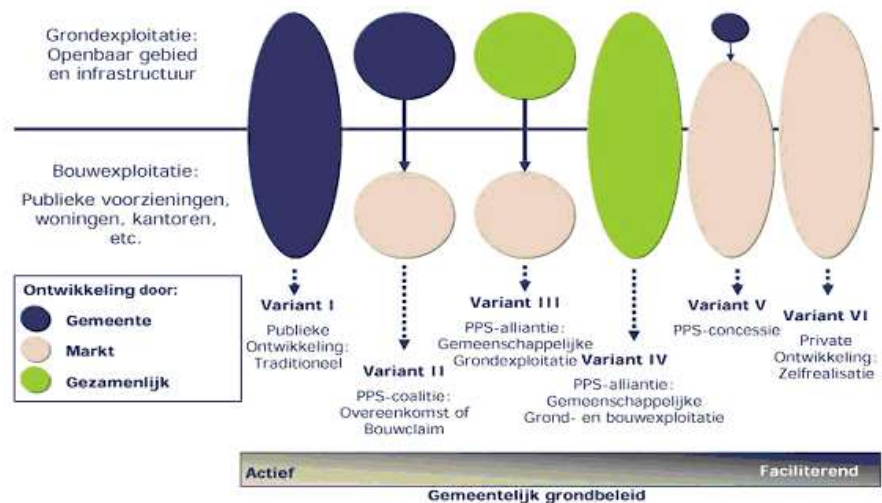 Grondexploitatie:
Openbaar gebied
en infrastructuur
Bouwexploitatie:
Publieke voorzieningen,
woningen, kantoren,
etc.
Ontwikkeling door:
Gemeente
Markt
Gezamenlijk
Variant I
Publieke
Ontwikkeling:
Traditioneel
Variant II
PPS-coalitie:
Overeenkomst of
Bouwclaim
Variant III
PPS-alliantie:
Gemeenschappelijke
Grondexploitatie
Variant IV
PPS-alliantie:
Gemeenschappelijke
Grond- en bouwexploitatie
Variant V
PPS-concessie
Variant VI
Private
Ontwikkeling:
Zelfrealisatie
Actief
Faciliterend
Gemeentelijk grondbeleid